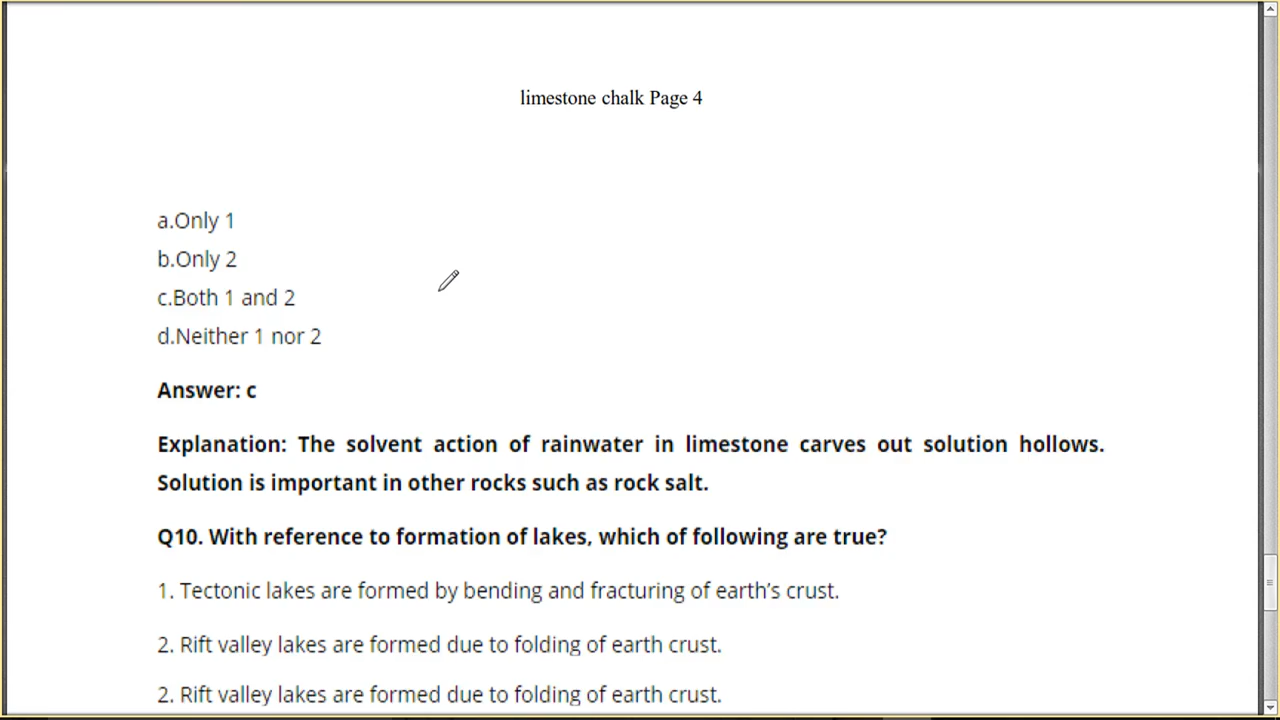 limestone chalk Page 4
a.Only 1
b.Only 2
c.Both 1 and 2
d.Neither 1 nor 2
Answer: c
Explanation: The solvent action of rainwater in limestone carves out solution hollows.
Solution is important in other rocks such as rock salt.
Q10. With reference to formation of lakes, which of following are true?
1. Tectonic lakes are formed by bending and fracturing of earth’s crust.
2. Rift valley lakes are formed due to folding of earth crust.
2. Rift valley lakes are formed due to folding of earth crust.